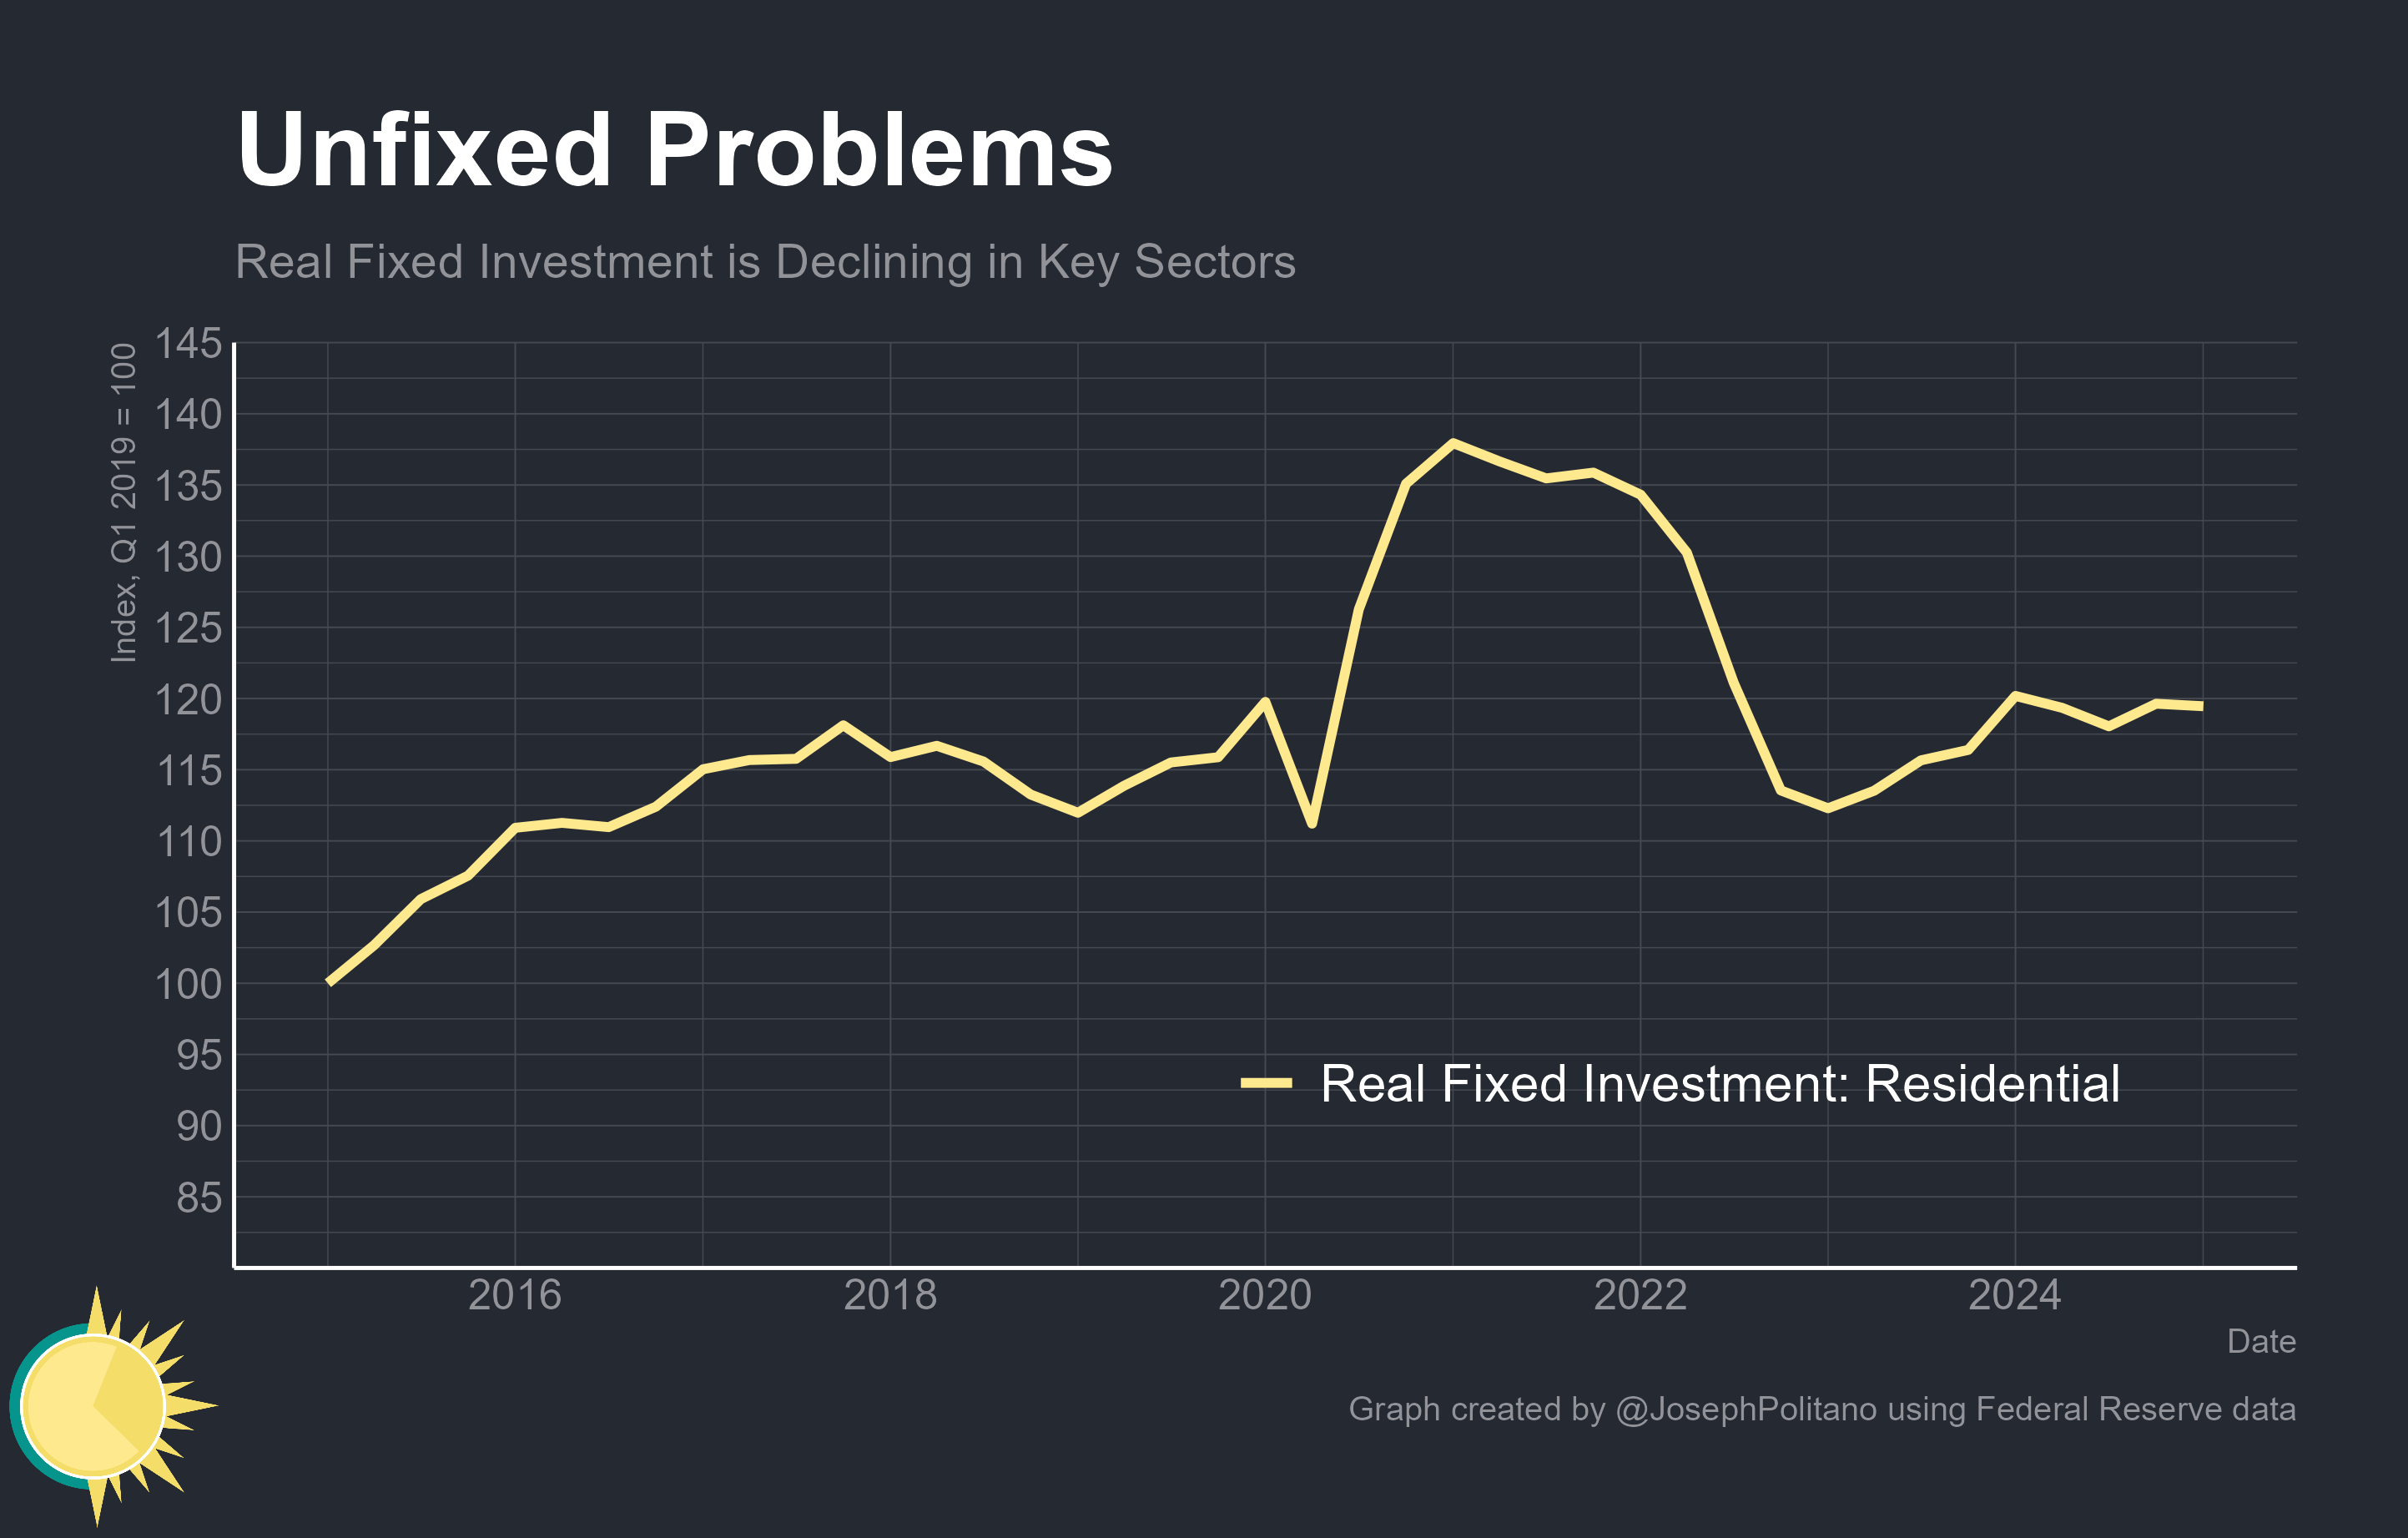 Unfixed Problems
Real Fixed Investment is Declining in Key Sectors
Index, Q1 2019 = 100
145
140
135
130
125
120
115
110
105
100
95
90
85
Real Fixed Investment: Residential
2016 2018 2020 2022 2024
Date
Graph created by @JosephPolitano using Federal Reserve data